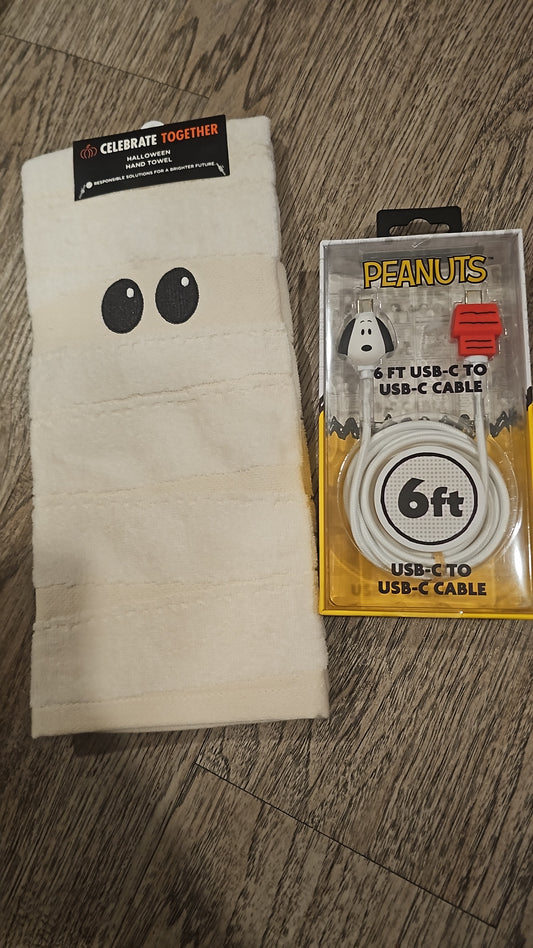 CELEBRATE TOGETHER
HALLOWEEN
HAND TOWEL
RESPONSIBLE SOLUTIONS FOR A BRIGHTER FUTURE.
PEANUTS™
6 FT USB-C TO
USB-C CABLE
6ft
USB-C TO
USB-C CABLE